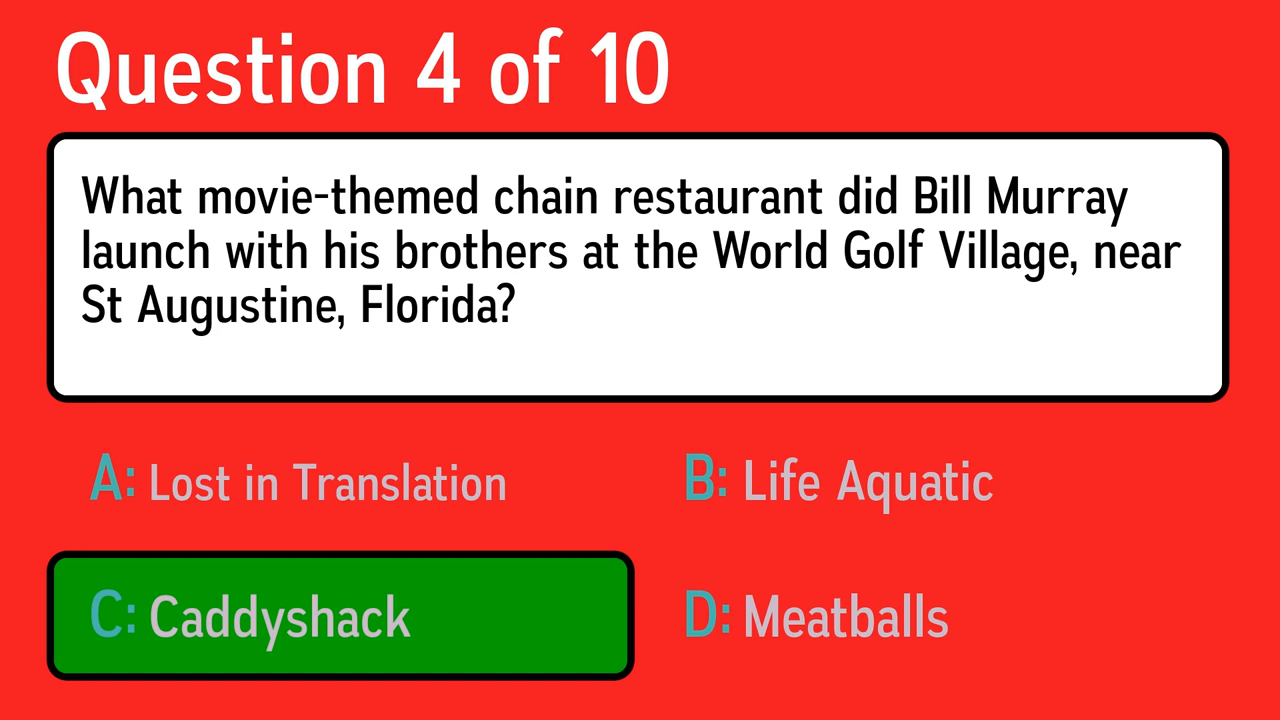 Question 4 of 10
What movie-themed chain restaurant did Bill Murray
launch with his brothers at the World Golf Village, near
St Augustine, Florida?
A: Lost in Translation
B: Life Aquatic
C: Caddyshack
D: Meatballs